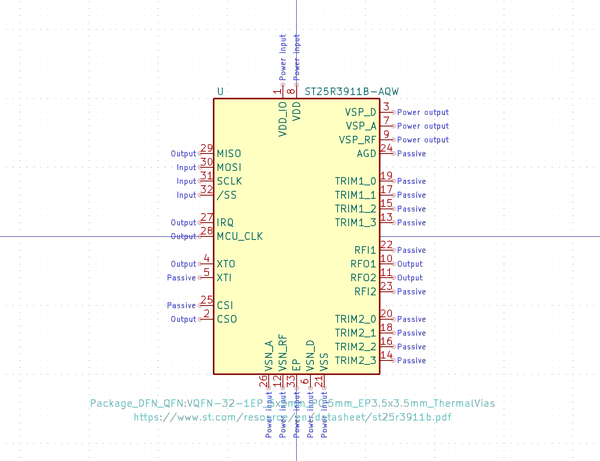 Power input
Power input
1
8
U
ST25R3911B-AQW
VDD_IO
VDD
VSP_D
3
Power output
VSP_A
7
Power output
VSP_RF
9
Power output
Output
29
MISO
AGD
24
Passive
Input
30
MOSI
Input
31
SCLK
TRIM1_0
19
Passive
Input
32
/SS
TRIM1_1
17
Passive
TRIM1_2
15
Passive
Output
27
IRQ
TRIM1_3
13
Passive
Output
28
MCU_CLK
RFI1
22
Passive
Output
4
XTO
RFO1
10
Output
Passive
5
XTI
RFO2
11
Output
RFI2
23
Passive
Passive
25
CSI
Output
2
CSO
TRIM2_0
20
Passive
TRIM2_1
18
Passive
TRIM2_2
16
Passive
TRIM2_3
14
Passive
VSN_A
VSN_RF
EP
VSN_D
VSS
26
12
33
6
21
Power input
Power input
Power input
Power input
Power input
Package_DFN_QFN:VQFN-32-1EP_ EP3.5x3.5mm_ThermalVias
https://www.st.com/resource/en/datasheet/st25r3911b.pdf